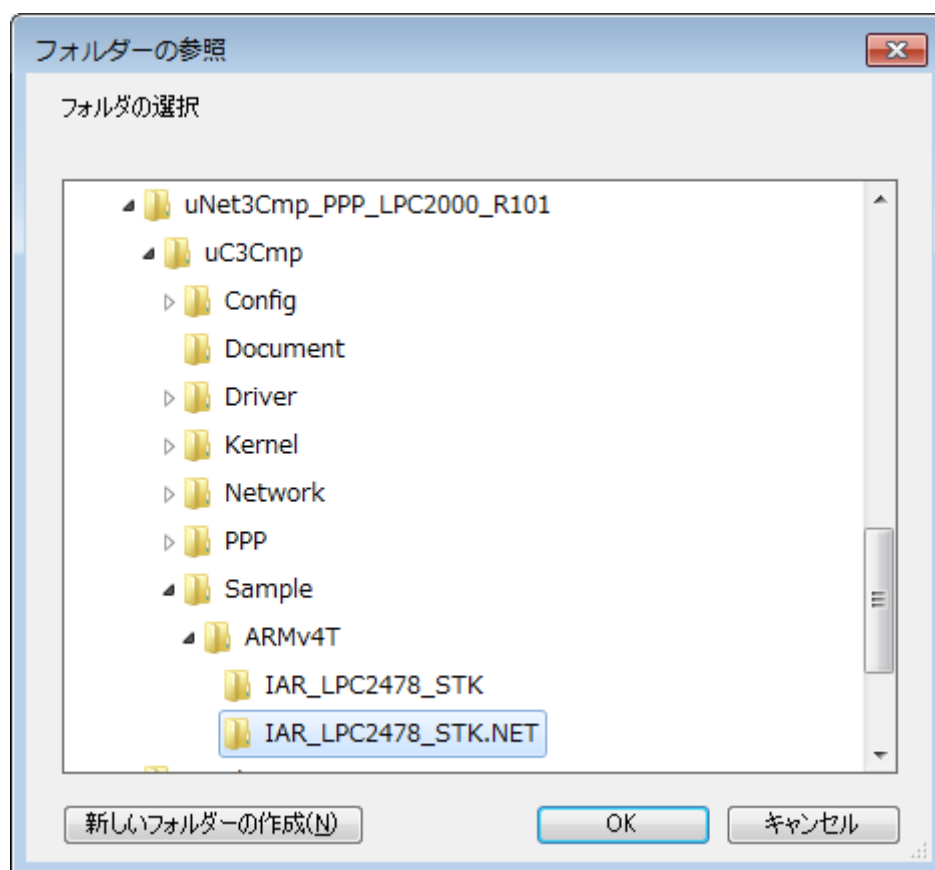 フォルダーの参照
フォルダの選択
uNet3Cmp_PPP_LPC2000_R101
uC3Cmp
Config
Document
Driver
Kernel
Network
PPP
Sample
ARMv4T
IAR_LPC2478_STK
IAR_LPC2478_STK.NET
新しいフォルダーの作成(N)
OK
キャンセル